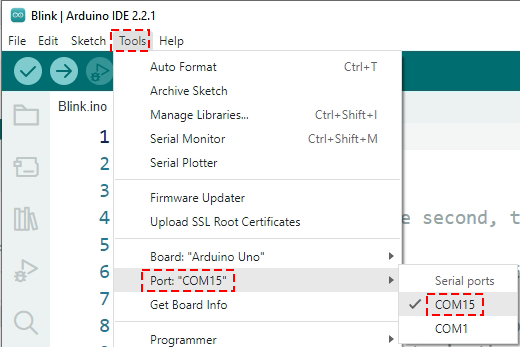 Blink | Arduino IDE 2.2.1
File Edit Sketch Tools Help
Auto Format Ctrl+T
Archive Sketch
Manage Libraries... Ctrl+Shift+I
Serial Monitor Ctrl+Shift+M
Serial Plotter
Firmware Updater
Upload SSL Root Certificates
Board: "Arduino Uno"
Port: "COM15"
Get Board Info
Programmer
Blink.ino
1
2
3
4
5
6
7
8
e second, t
Serial ports
COM15
COM1